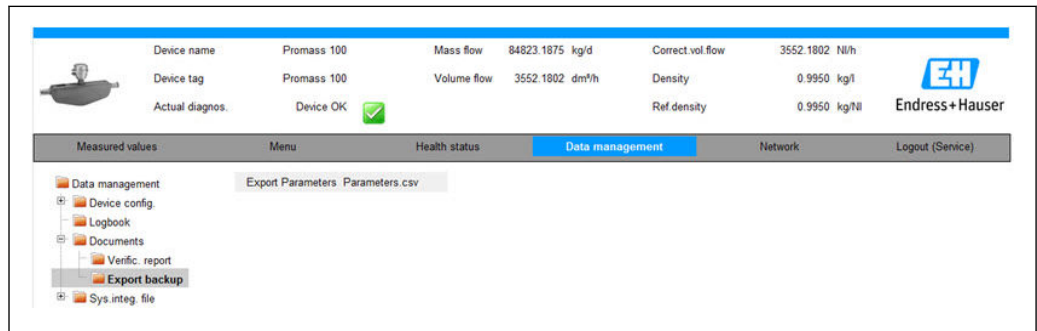 Device name Promass 100 Mass flow 84823.1875 kg/d Correct.vol.flow 3552.1802 Nl/h
Device tag Promass 100 Volume flow 3552.1802 dm³/h Density 0.9950 kg/l
EH
Actual diagnos. Device OK Ref.density 0.9950 kg/Nl
Endress+Hauser
Measured values Menu Health status Data management Network Logout (Service)
Data management
Export Parameters Parameters.csv
Device config.
Logbook
Documents
Verific. report
Export backup
Sys.integ. file